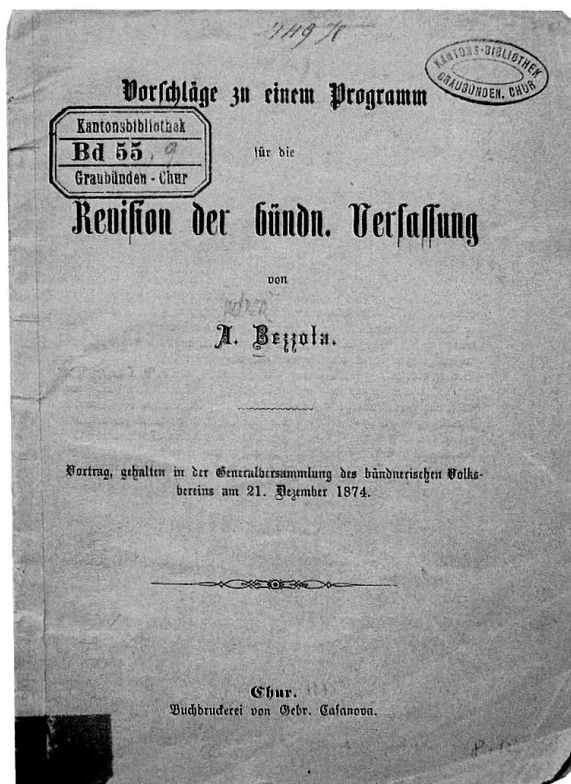 449
KANTONS-BIBLIOTHEK
GRAUBÜNDEN. CHUR
Vorschläge zu einem Programm
Kantonsbibliothek
Bd 55 9
Graubünden - Chur
für die
Revision der bündn. Verfassung
von
A. Bezzola.
Vortrag, gehalten in der Generalversammlung des bündnerischen Volks-
vereins am 21. Dezember 1874.
Chur.
Buchdruckerei von Gebr. Casanova.